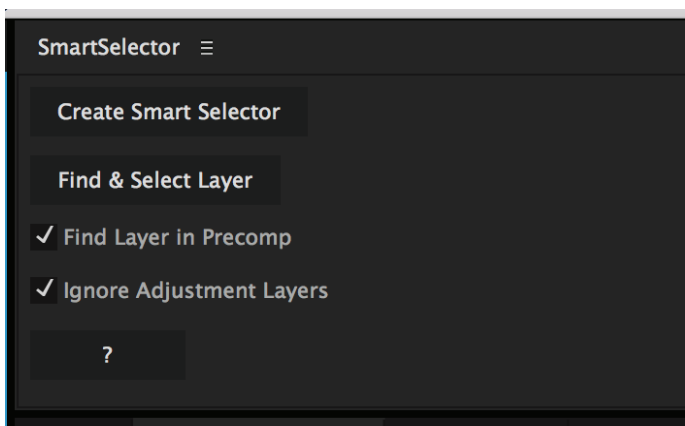 SmartSelector
Create Smart Selector
Find & Select Layer
Find Layer in Precomp
Ignore Adjustment Layers
?